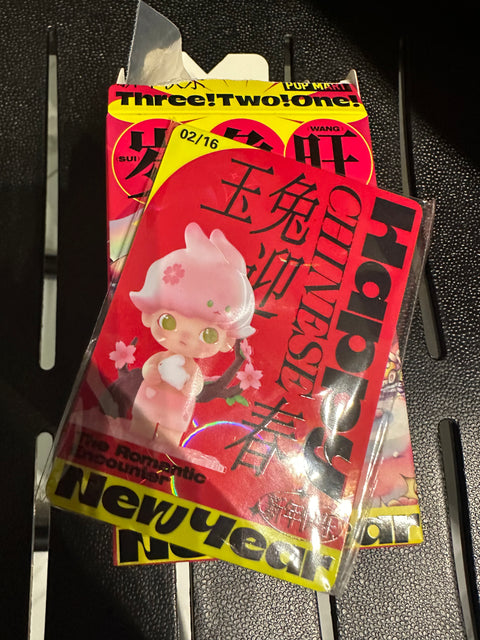 POP MART
Three!Two!One!
SUI
WANG
旺
02/16
玉兔迎春
Happy
CHINESE
The Romantic
Encounter
New Year